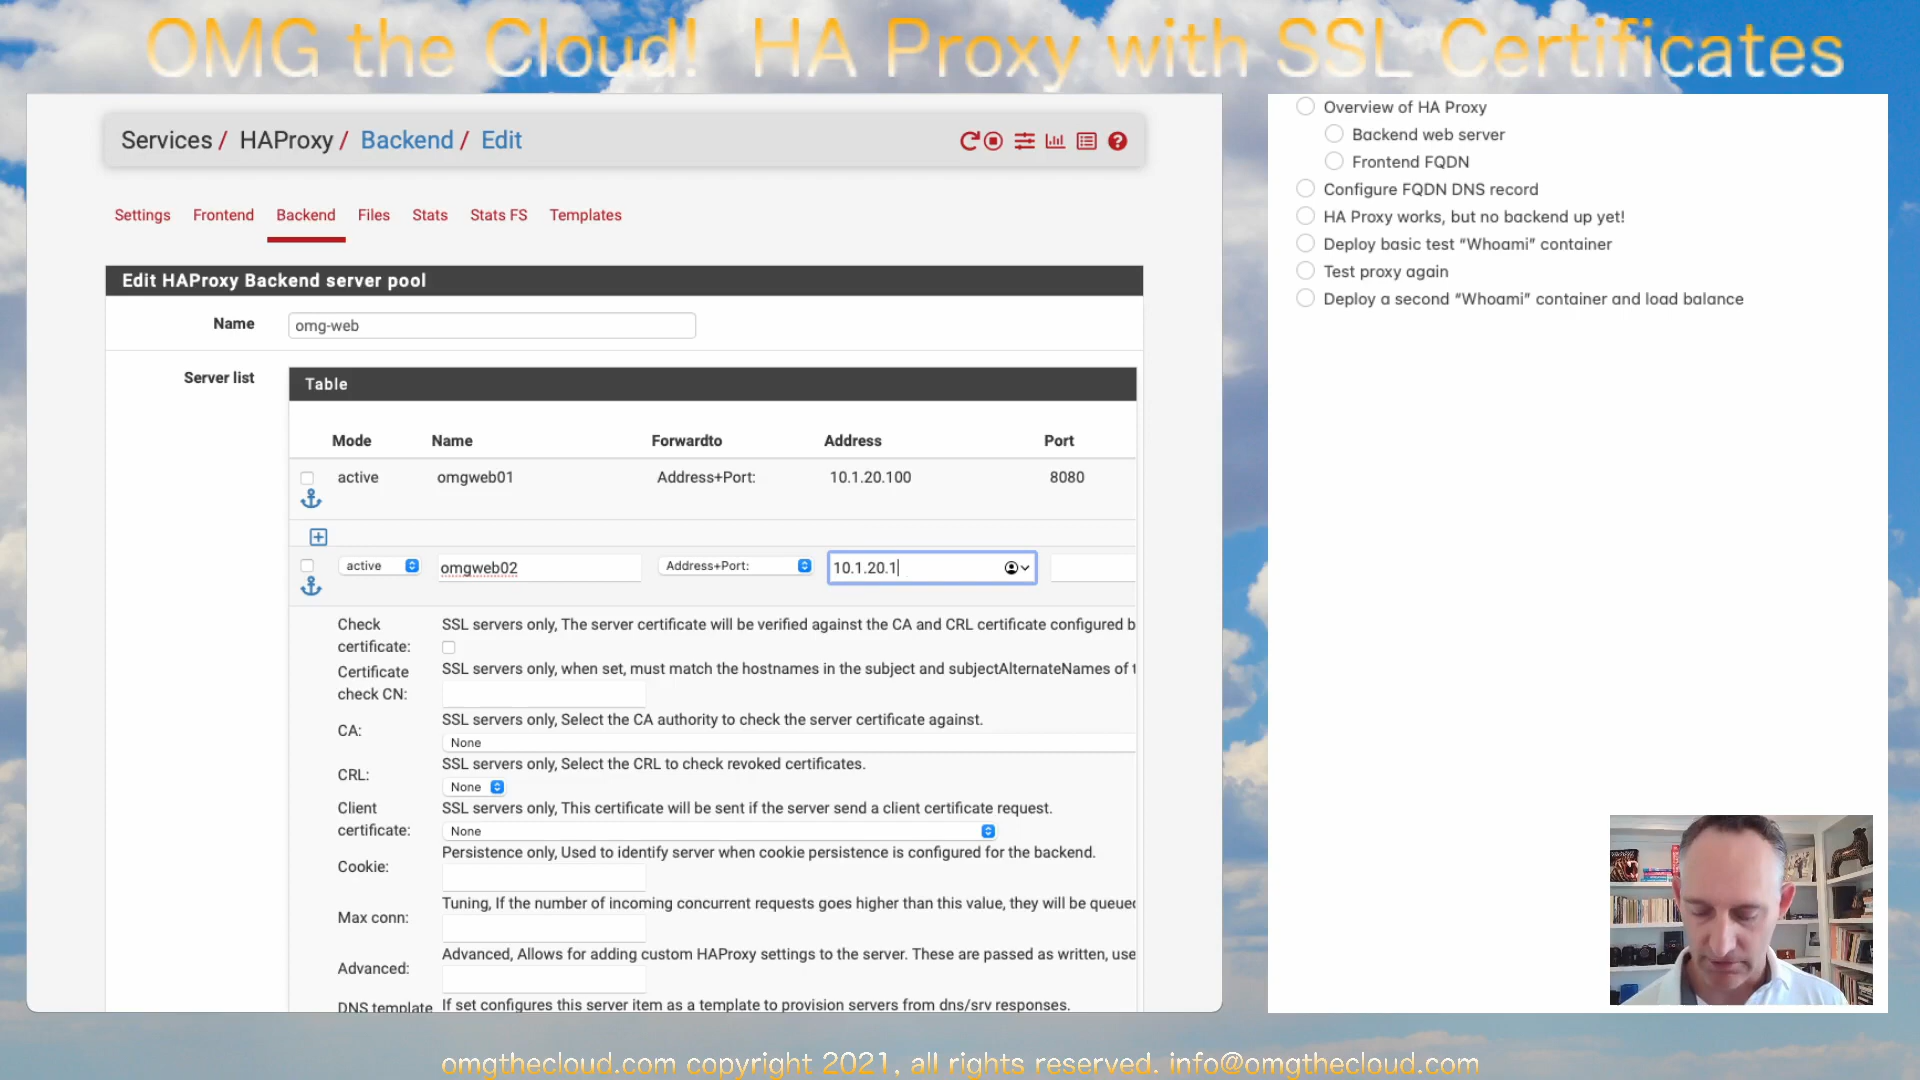 OMG the Cloud! HA Proxy with SSL Certificates
Services / HAProxy / Backend / Edit
Settings Frontend Backend Files Stats Stats FS Templates
Edit HAProxy Backend server pool
Name omg-web
Server list
Table
Mode Name Forwardto Address Port
active omgweb01 Address+Port: 10.1.20.100 8080
active omgweb02 Address+Port: 10.1.20.1
Check certificate: SSL servers only, The server certificate will be verified against the CA and CRL certificate configured b
Certificate check CN: SSL servers only, when set, must match the hostnames in the subject and subjectAlternateNames of t
CA: SSL servers only, Select the CA authority to check the server certificate against.
None
CRL: SSL servers only, Select the CRL to check revoked certificates.
None
Client certificate: SSL servers only, This certificate will be sent if the server send a client certificate request.
None
Cookie: Persistence only, Used to identify server when cookie persistence is configured for the backend.
Max conn: Tuning, If the number of incoming concurrent requests goes higher than this value, they will be queued
Advanced: Advanced, Allows for adding custom HAProxy settings to the server. These are passed as written, use
DNS template If set configures this server item as a template to provision servers from dns/srv responses.
Overview of HA Proxy
Backend web server
Frontend FQDN
Configure FQDN DNS record
HA Proxy works, but no backend up yet!
Deploy basic test “Whoami” container
Test proxy again
Deploy a second “Whoami” container and load balance
omgthecloud.com copyright 2021, all rights reserved. info@omgthecloud.com